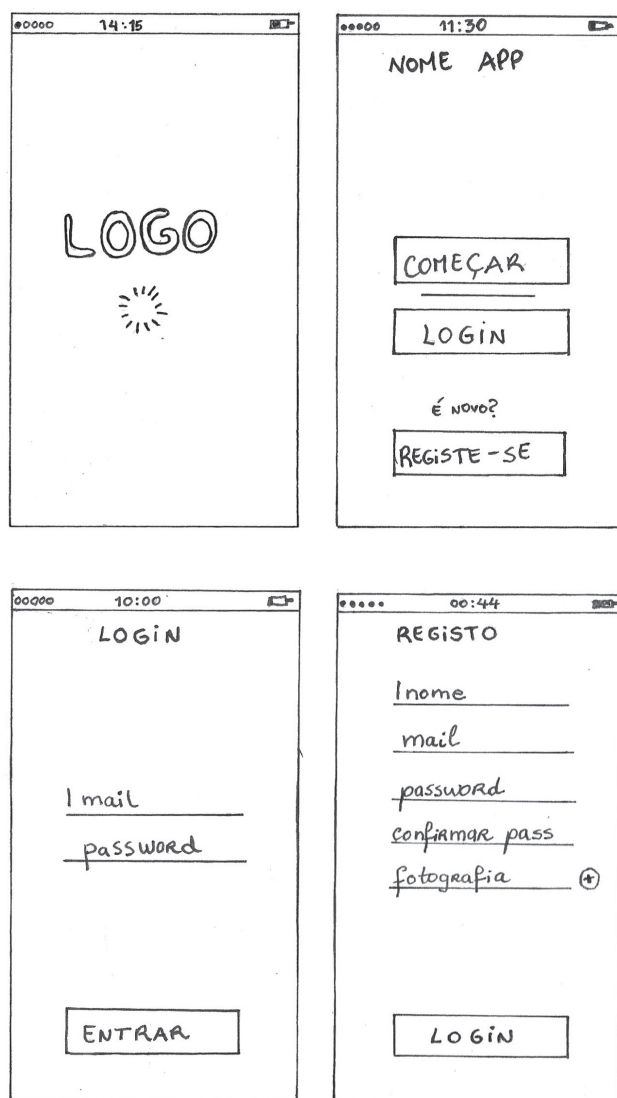 14:15
LOGO
11:30
NOME APP
COMEÇAR
LOGIN
É NOVO?
REGISTE-SE
10:00
LOGIN
mail
password
ENTRAR
00:44
REGISTO
nome
mail
password
confirmar pass
fotografia +
LOGIN